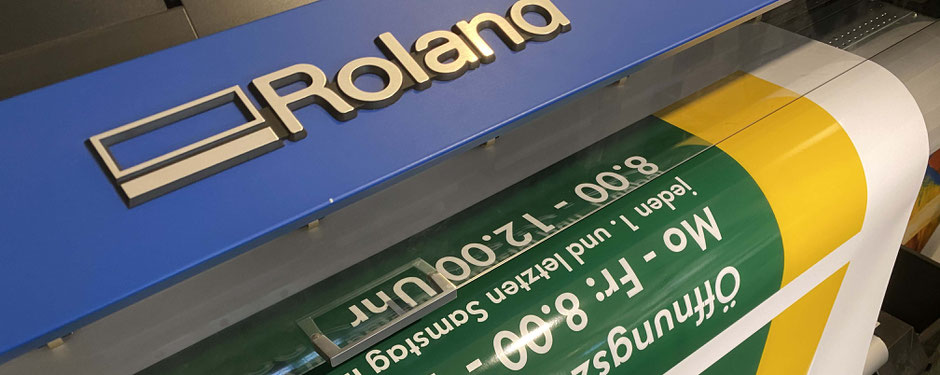 Roland
Öffnungsz
Mo - Fr: 8.00 -
jeden 1. und letzten Samstag
8.00 - 12.00 Uhr